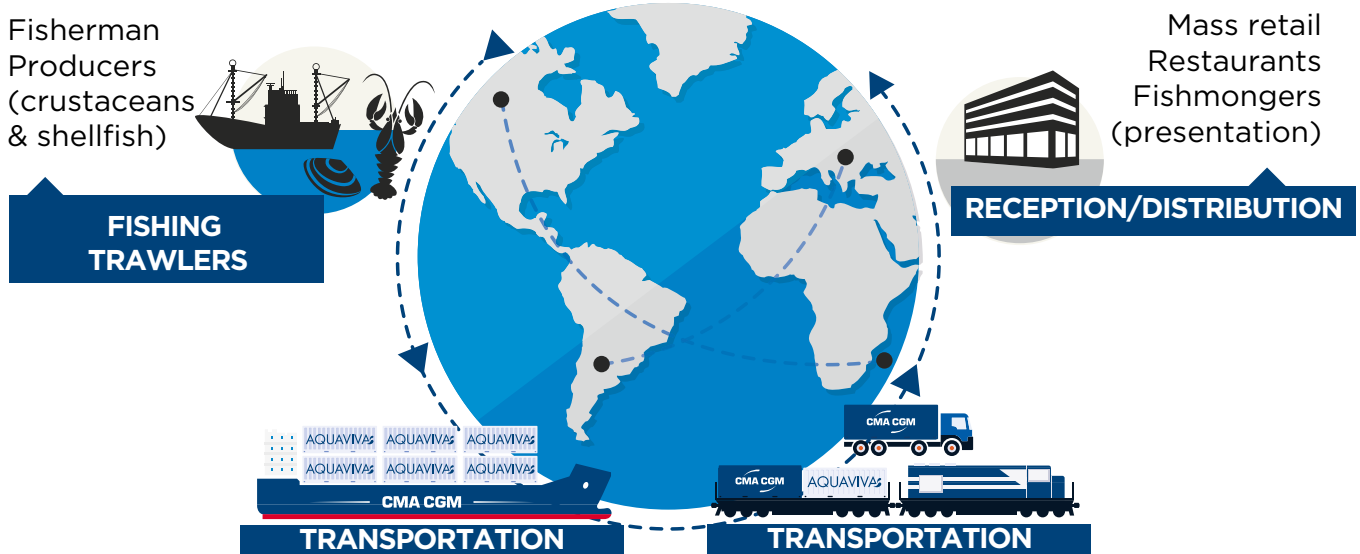 Fisherman
Producers
(crustaceans
& shellfish)
FISHING
TRAWLERS
Mass retail
Restaurants
Fishmongers
(presentation)
RECEPTION/DISTRIBUTION
AQUAVIVA AQUAVIVA AQUAVIVA
AQUAVIVA AQUAVIVA AQUAVIVA
CMA CGM
TRANSPORTATION
CMA CGM
CMA CGM AQUAVIVA
TRANSPORTATION